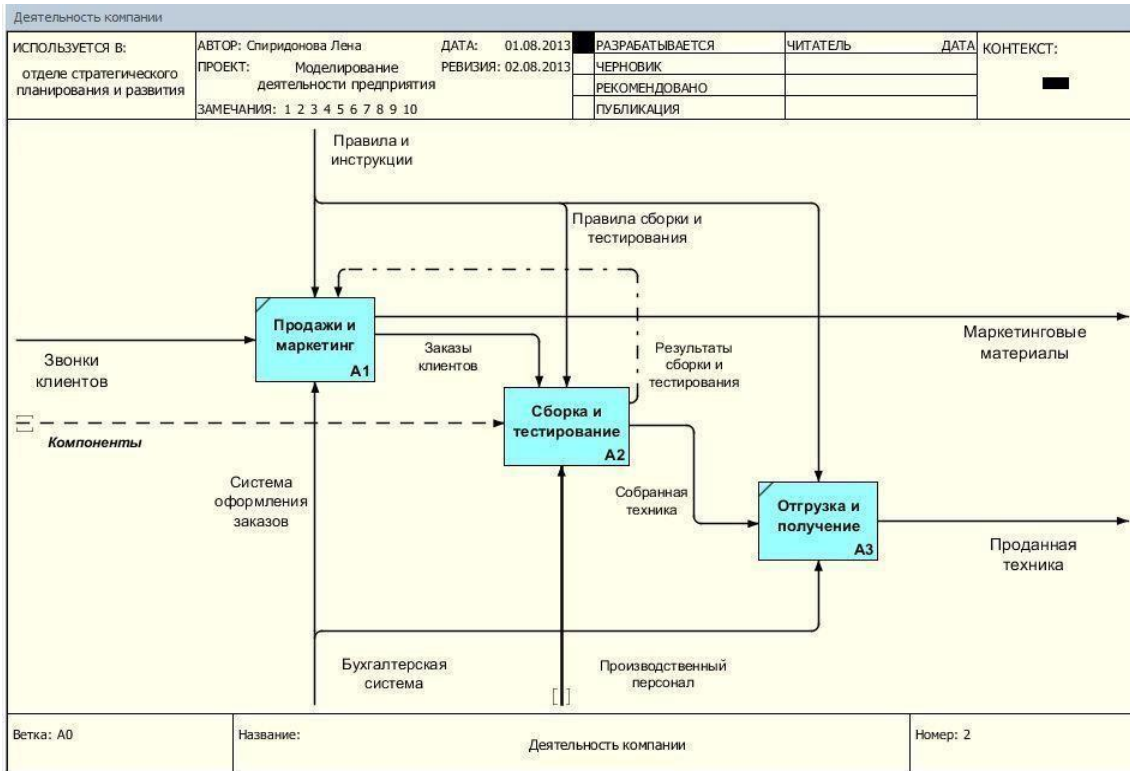 Деятельность компании
ИСПОЛЬЗУЕТСЯ В:
отделе стратегического
планирования и развития
АВТОР: Спиридонова Лена
ДАТА: 01.08.2013
ПРОЕКТ: Моделирование
деятельности предприятия
РЕВИЗИЯ: 02.08.2013
ЗАМЕЧАНИЯ: 1 2 3 4 5 6 7 8 9 10
РАЗРАБАТЫВАЕТСЯ
ЧЕРНОВИК
РЕКОМЕНДОВАНО
ПУБЛИКАЦИЯ
ЧИТАТЕЛЬ
ДАТА
КОНТЕКСТ:
Правила и
инструкции
Правила сборки и
тестирования
Продажи и
маркетинг
A1
Звонки
клиентов
Заказы
клиентов
Результаты
сборки и
тестирования
Маркетинговые
материалы
Компоненты
Сборка и
тестирование
A2
Система
оформления
заказов
Собранная
техника
Отгрузка и
получение
A3
Проданная
техника
Бухгалтерская
система
Производственный
персонал
Ветка: A0
Название:
Деятельность компании
Номер: 2